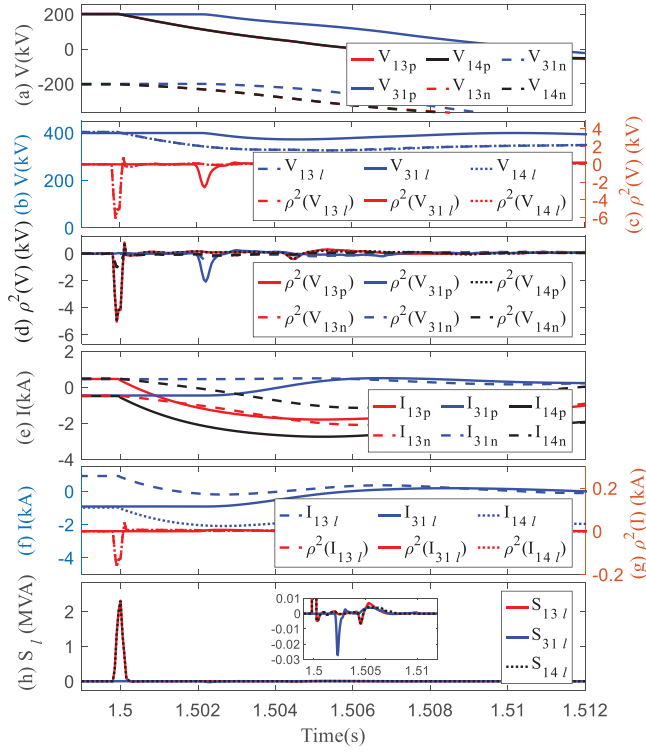 (a) V(kV)
200
0
-200
V13p V14p V31n
V31p V13n V14n
(b) V(kV)
400
200
0
(c) ρ²(V) (kV)
4
2
0
-2
-4
-6
V13 l V31 l V14 l
ρ²(V13 l) ρ²(V31 l) ρ²(V14 l)
(d) ρ²(V) (kV)
0
-2
-4
-6
ρ²(V13p) ρ²(V31p) ρ²(V14p)
ρ²(V13n) ρ²(V31n) ρ²(V14n)
(e) I(kA)
2
0
-2
-4
I13p I31p I14p
I13n I31n I14n
(f) I(kA)
0
-2
-4
(g) ρ²(I) (kA)
0.2
0
-0.2
I13 l I31 l I14 l
ρ²(I13 l) ρ²(I31 l) ρ²(I14 l)
(h) S l (MVA)
2
1
0
0.01
0.00
-0.01
-0.03
1.5 1.505 1.51
S13 l
S31 l
S14 l
1.5 1.502 1.504 1.506 1.508 1.51 1.512
Time(s)